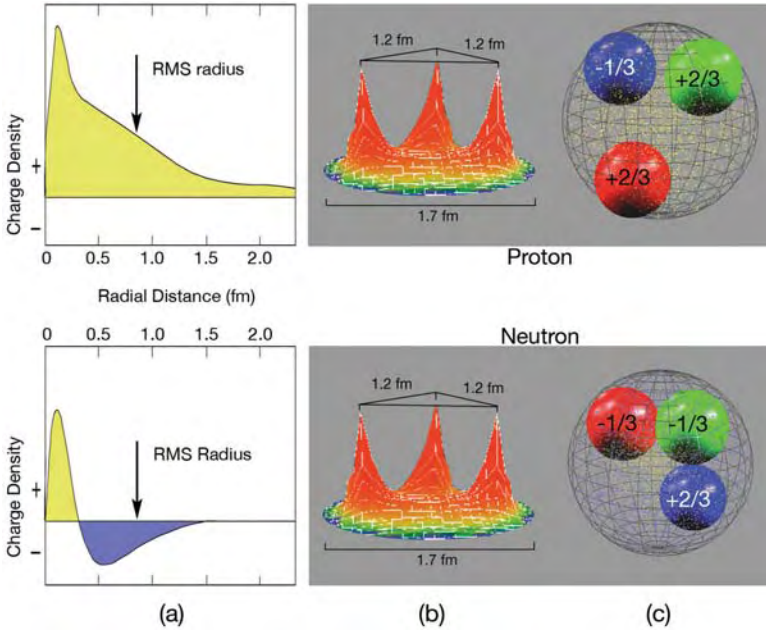 RMS radius
Charge Density
+
−
0 0.5 1.0 1.5 2.0
Radial Distance (fm)
1.2 fm 1.2 fm
1.7 fm
-1/3
+2/3
+2/3
Proton
Neutron
0 0.5 1.0 1.5 2.0
RMS Radius
Charge Density
+
−
1.2 fm 1.2 fm
1.7 fm
-1/3 -1/3
+2/3
(a) (b) (c)